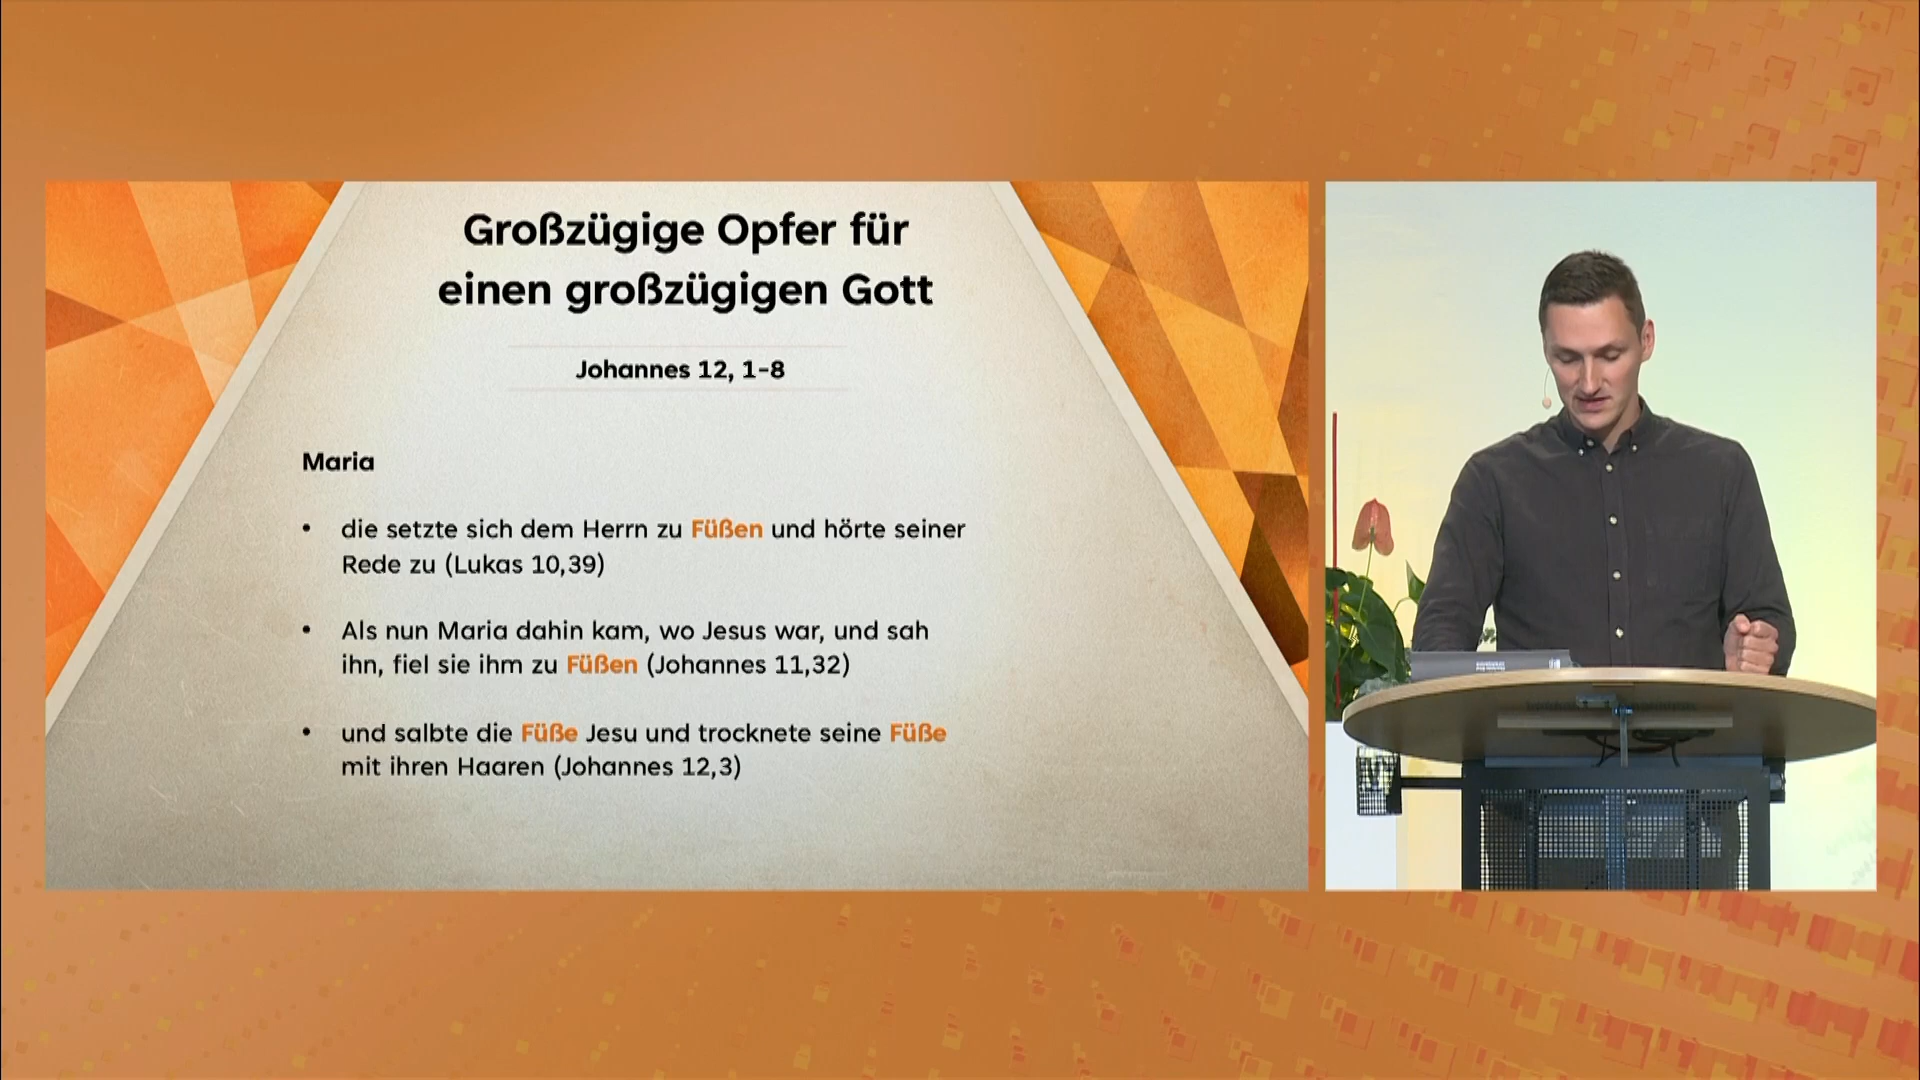 Großzügige Opfer für
einen großzügigen Gott
Johannes 12, 1-8
Maria
• die setzte sich dem Herrn zu Füßen und hörte seiner
Rede zu (Lukas 10,39)
• Als nun Maria dahin kam, wo Jesus war, und sah
ihn, fiel sie ihm zu Füßen (Johannes 11,32)
• und salbte die Füße Jesu und trocknete seine Füße
mit ihren Haaren (Johannes 12,3)